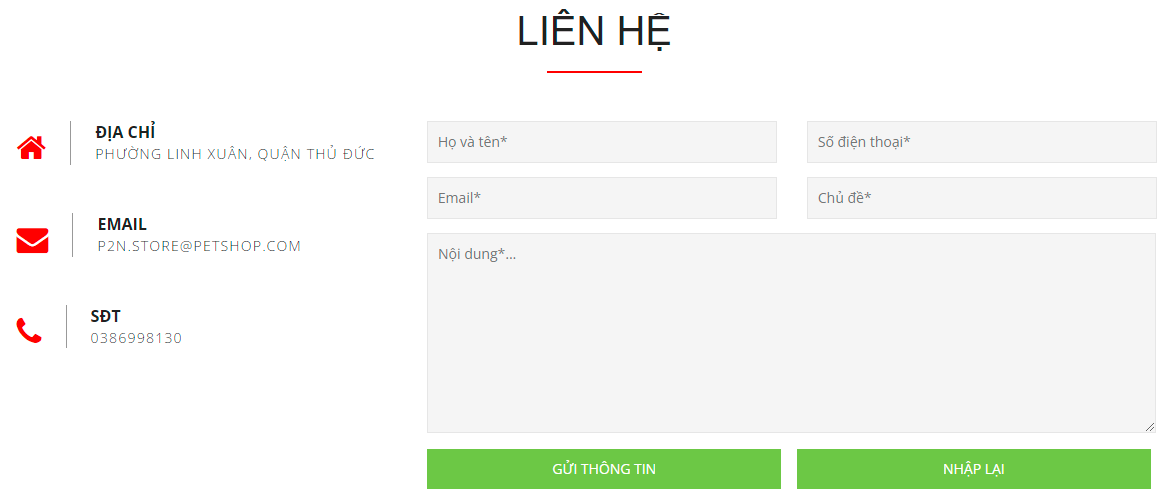 LIÊN HỆ
ĐỊA CHỈ
PHƯỜNG LINH XUÂN, QUẬN THỦ ĐỨC
EMAIL
P2N.STORE@PETSHOP.COM
SĐT
0386998130
Họ và tên*
Số điện thoại*
Email*
Chủ đề*
Nội dung*...
GỬI THÔNG TIN
NHẬP LẠI